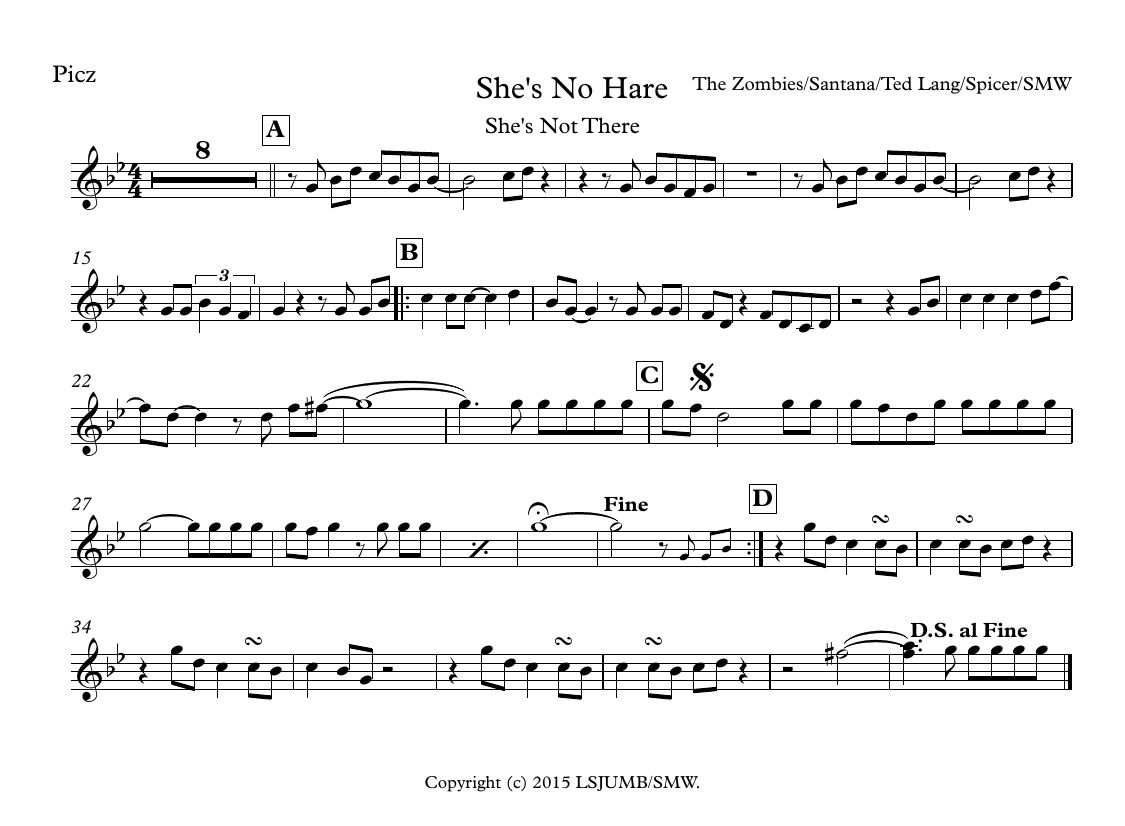 Picz
She's No Hare
The Zombies/Santana/Ted Lang/Spicer/SMW
She's Not There
A
8
4
4
15
3
B
22
C
27
Fine
D
34
D.S. al Fine
Copyright (c) 2015 LSJUMB/SMW.